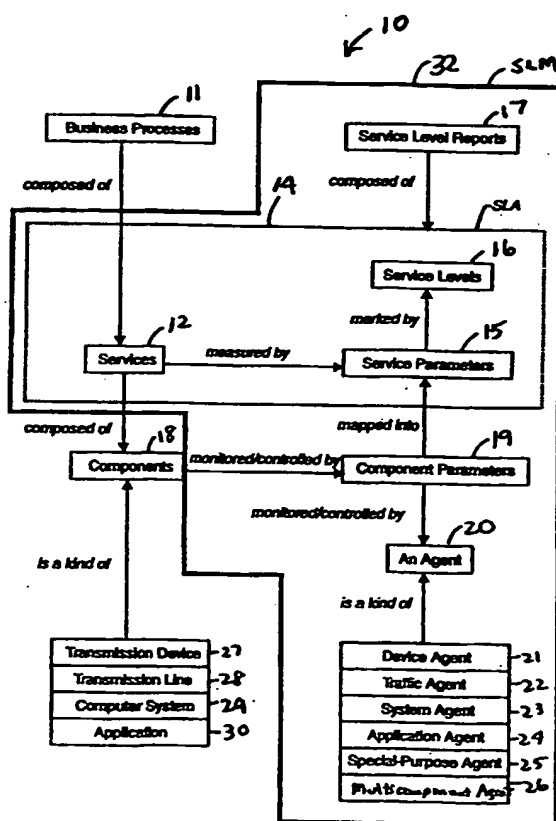 10
32 SLM
11 17
Business Processes Service Level Reports
composed of composed of
14 SLA
16
Service Levels
12 marked by 15
Services measured by Service Parameters
composed of mapped into
18 19
Components monitored/controlled by Component Parameters
monitored/controlled by
20
An Agent
is a kind of is a kind of
Transmission Device 27 Device Agent 21
Transmission Line 28 Traffic Agent 22
Computer System 29 System Agent 23
Application 30 Application Agent 24
Special-Purpose Agent 25
Multicomponent Agent 26